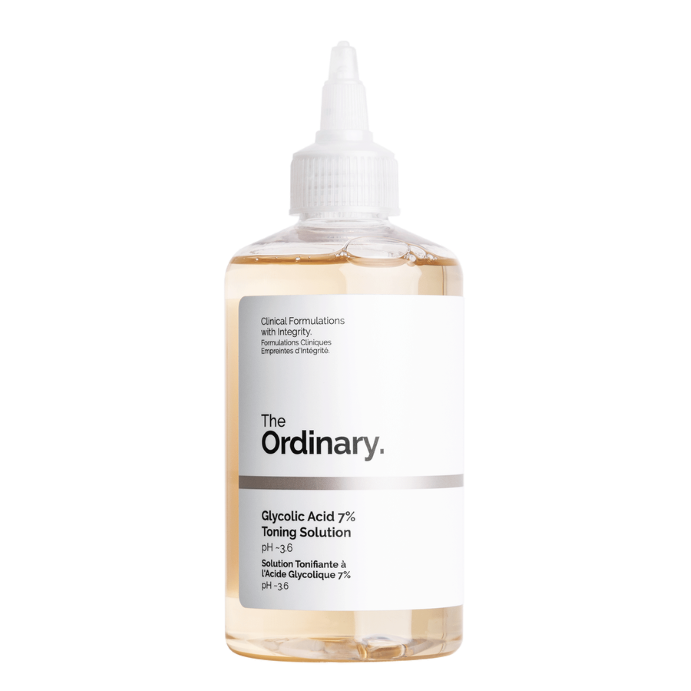 Clinical Formulations
with Integrity.
Formulations Cliniques
Empreintes d'Intégrité.
The
Ordinary.
Glycolic Acid 7%
Toning Solution
pH ~3.6
Solution Tonifiante à
l'Acide Glycolique 7%
pH ~3.6